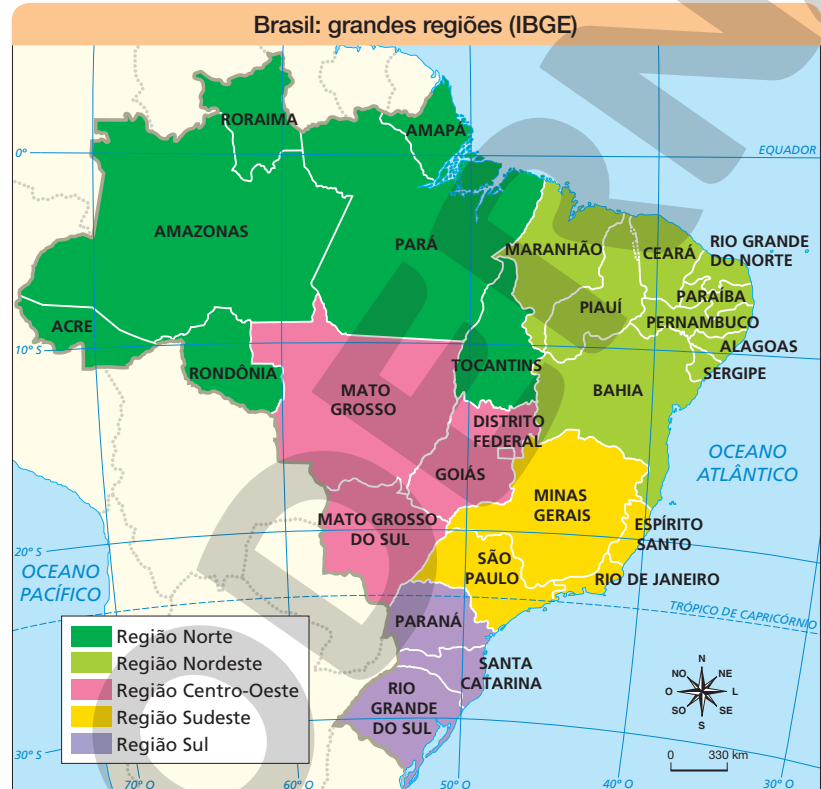 Brasil: grandes regiões (IBGE)
RORAIMA
AMAPÁ
0°
EQUADOR
AMAZONAS
PARÁ
MARANHÃO
CEARÁ
RIO GRANDE
DO NORTE
PARAÍBA
PIAUÍ
PERNAMBUCO
ACRE
ALAGOAS
10° S
RONDÔNIA
TOCANTINS
SERGIPE
MATO
GROSSO
BAHIA
DISTRITO
FEDERAL
GOIÁS
OCEANO
ATLÂNTICO
MINAS
GERAIS
MATO GROSSO
DO SUL
ESPÍRITO
SANTO
20° S
OCEANO
PACÍFICO
SÃO
PAULO
RIO DE JANEIRO
TRÓPICO DE CAPRICÓRNIO
PARANÁ
SANTA
CATARINA
RIO
GRANDE
DO SUL
Região Norte
Região Nordeste
Região Centro-Oeste
Região Sudeste
Região Sul
N
NO
NE
O
L
SO
SE
S
0 330 km
30° S
70° O
60° O
50° O
40° O
30° O